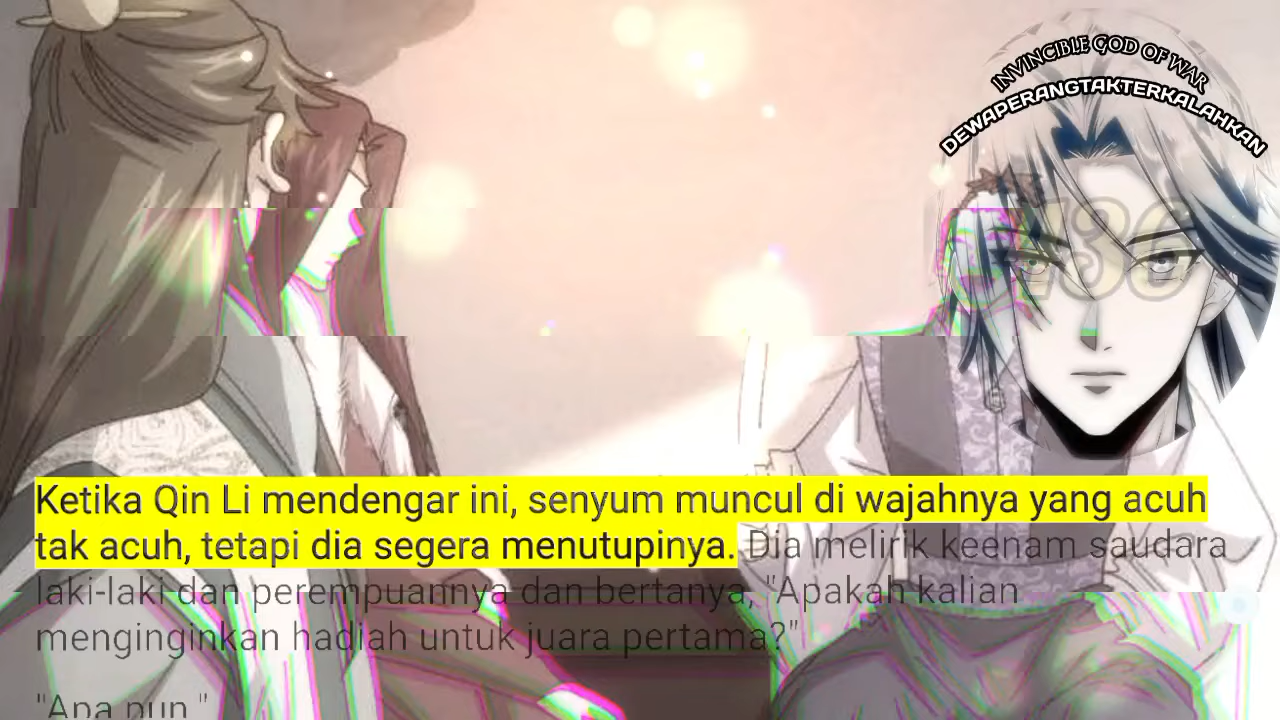 INVINCIBLE GOD OF WAR
DEWAPERANGTAKTERKALAHKAN
Ketika Qin Li mendengar ini, senyum muncul di wajahnya yang acuh
tak acuh, tetapi dia segera menutupinya. Dia melirik keenam saudara
laki-laki dan perempuannya dan bertanya, "Apakah kalian
menginginkan hadiah untuk juara pertama?"
"Apa pun."